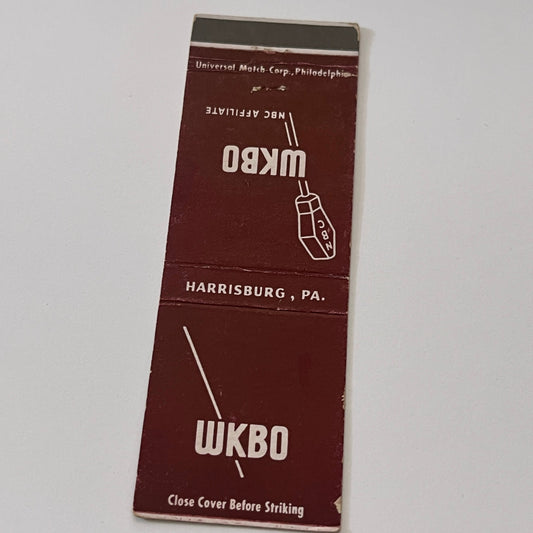 Universal Match Corp., Philadelphia
NBC AFFILIATE
WKBO
NBC
HARRISBURG, PA.
WKBO
Close Cover Before Striking